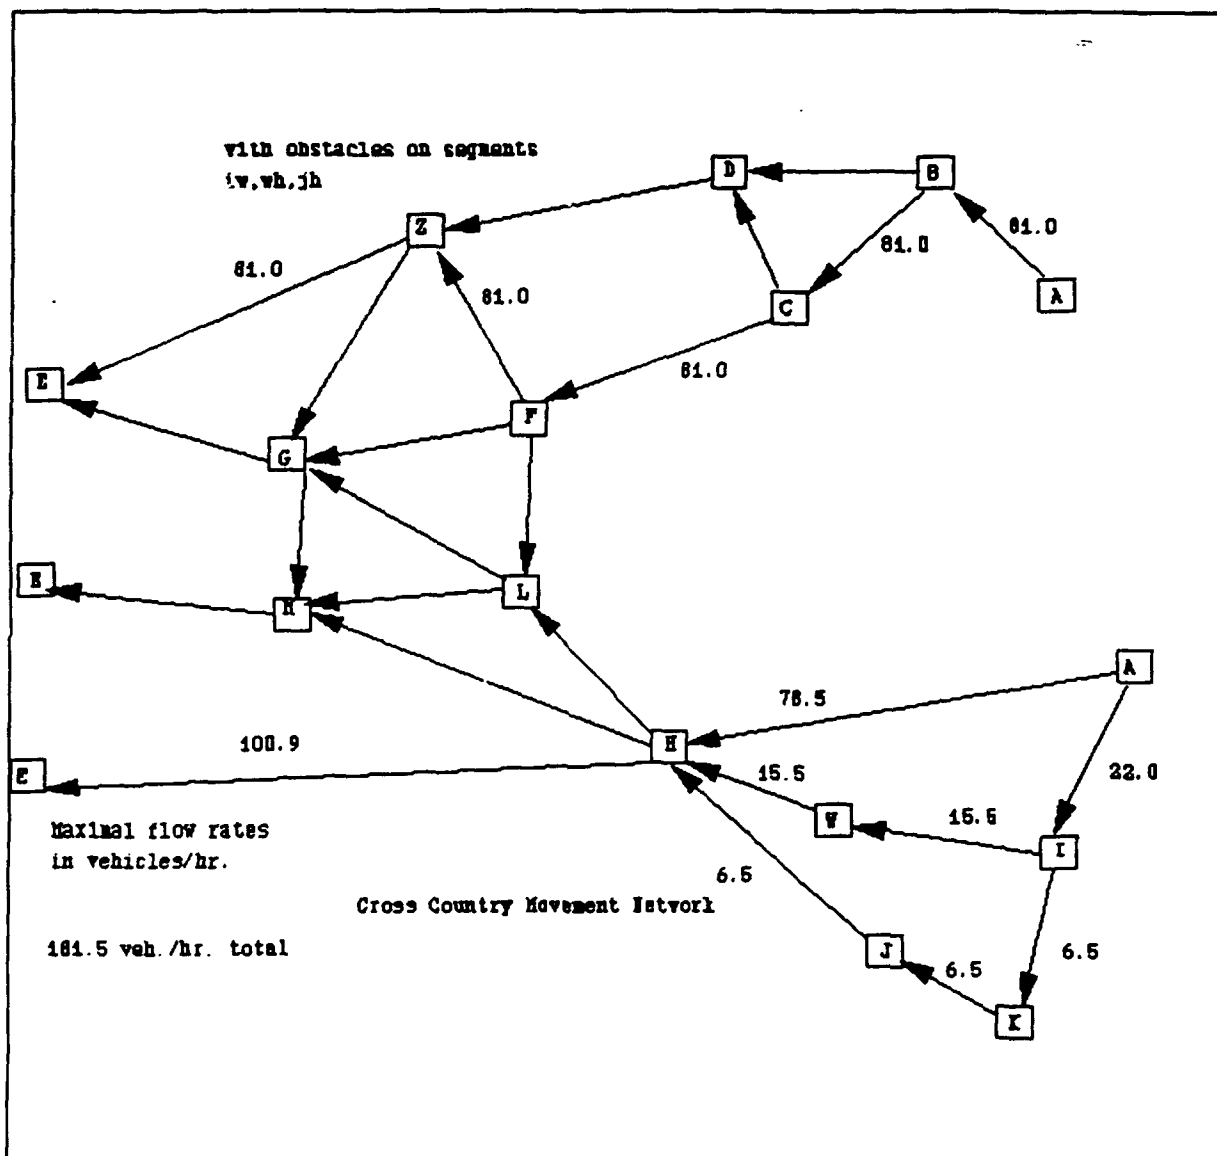 with obstacles on segments
iw,wh,jh
D
B
Z
81.0
81.0
81.0
81.0
A
C
81.0
E
F
G
E
M
L
A
78.5
H
100.9
22.0
E
15.5
W
15.5
I
Maximal flow rates
in vehicles/hr.
6.5
Cross Country Movement Network
181.5 veh./hr. total
J
6.5
6.5
K